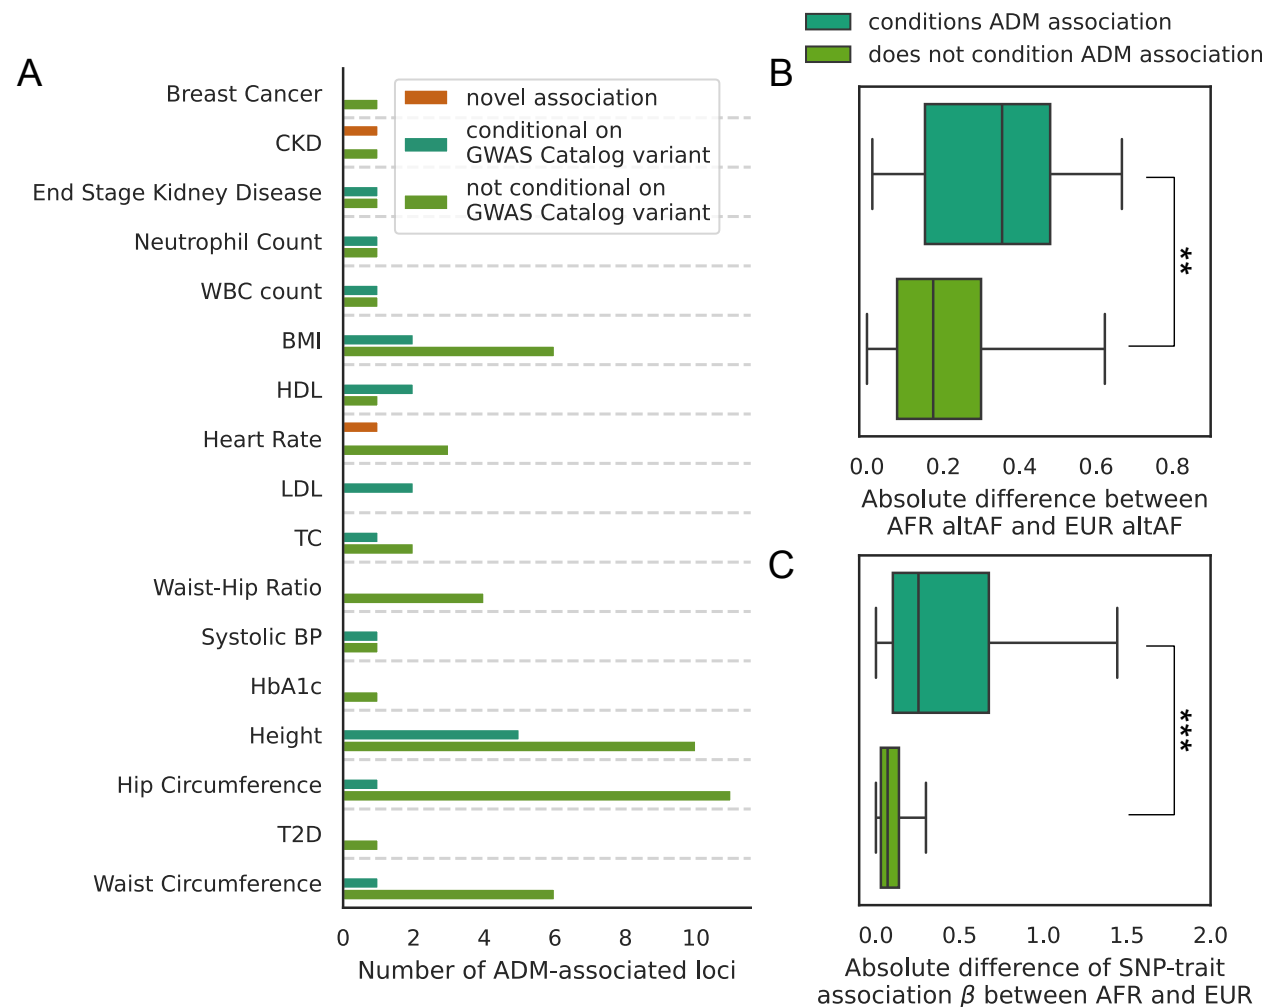 A
Breast Cancer
CKD
End Stage Kidney Disease
Neutrophil Count
WBC count
BMI
HDL
Heart Rate
LDL
TC
Waist-Hip Ratio
Systolic BP
HbA1c
Height
Hip Circumference
T2D
Waist Circumference
novel association
conditional on
GWAS Catalog variant
not conditional on
GWAS Catalog variant
0 2 4 6 8 10
Number of ADM-associated loci
conditions ADM association
does not condition ADM association
B
**
0.0 0.2 0.4 0.6 0.8
Absolute difference between
AFR altAF and EUR altAF
C
***
0.0 0.5 1.0 1.5 2.0
Absolute difference of SNP-trait
association β between AFR and EUR